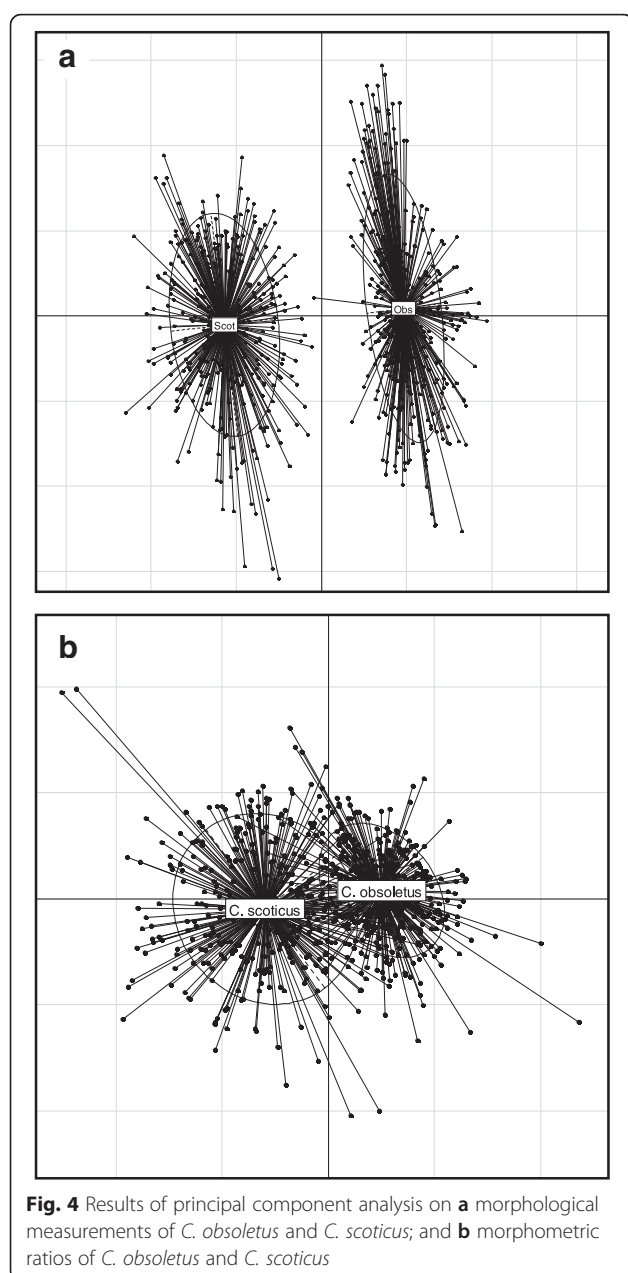 a
Scot
Obs
b
C. scoticus
C. obsoletus
Fig. 4 Results of principal component analysis on a morphological
measurements of C. obsoletus and C. scoticus; and b morphometric
ratios of C. obsoletus and C. scoticus